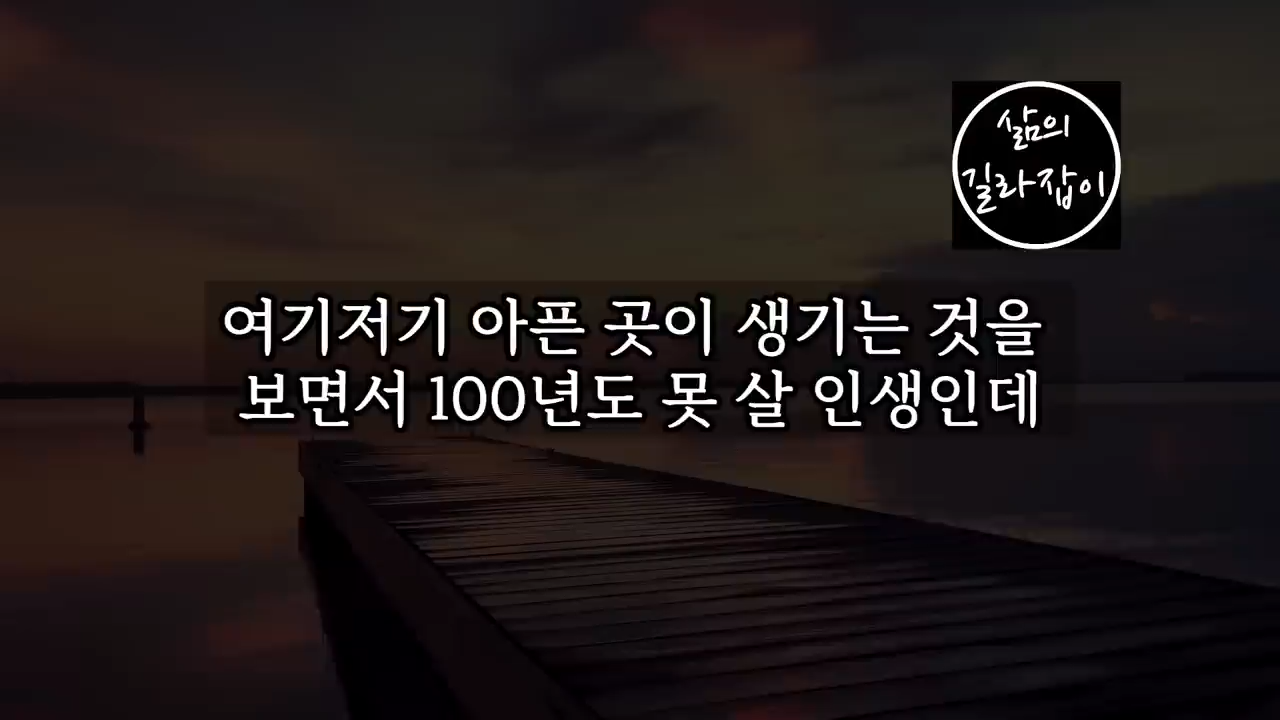 삶의
길라잡이
여기저기 아픈 곳이 생기는 것을
보면서 100년도 못 살 인생인데